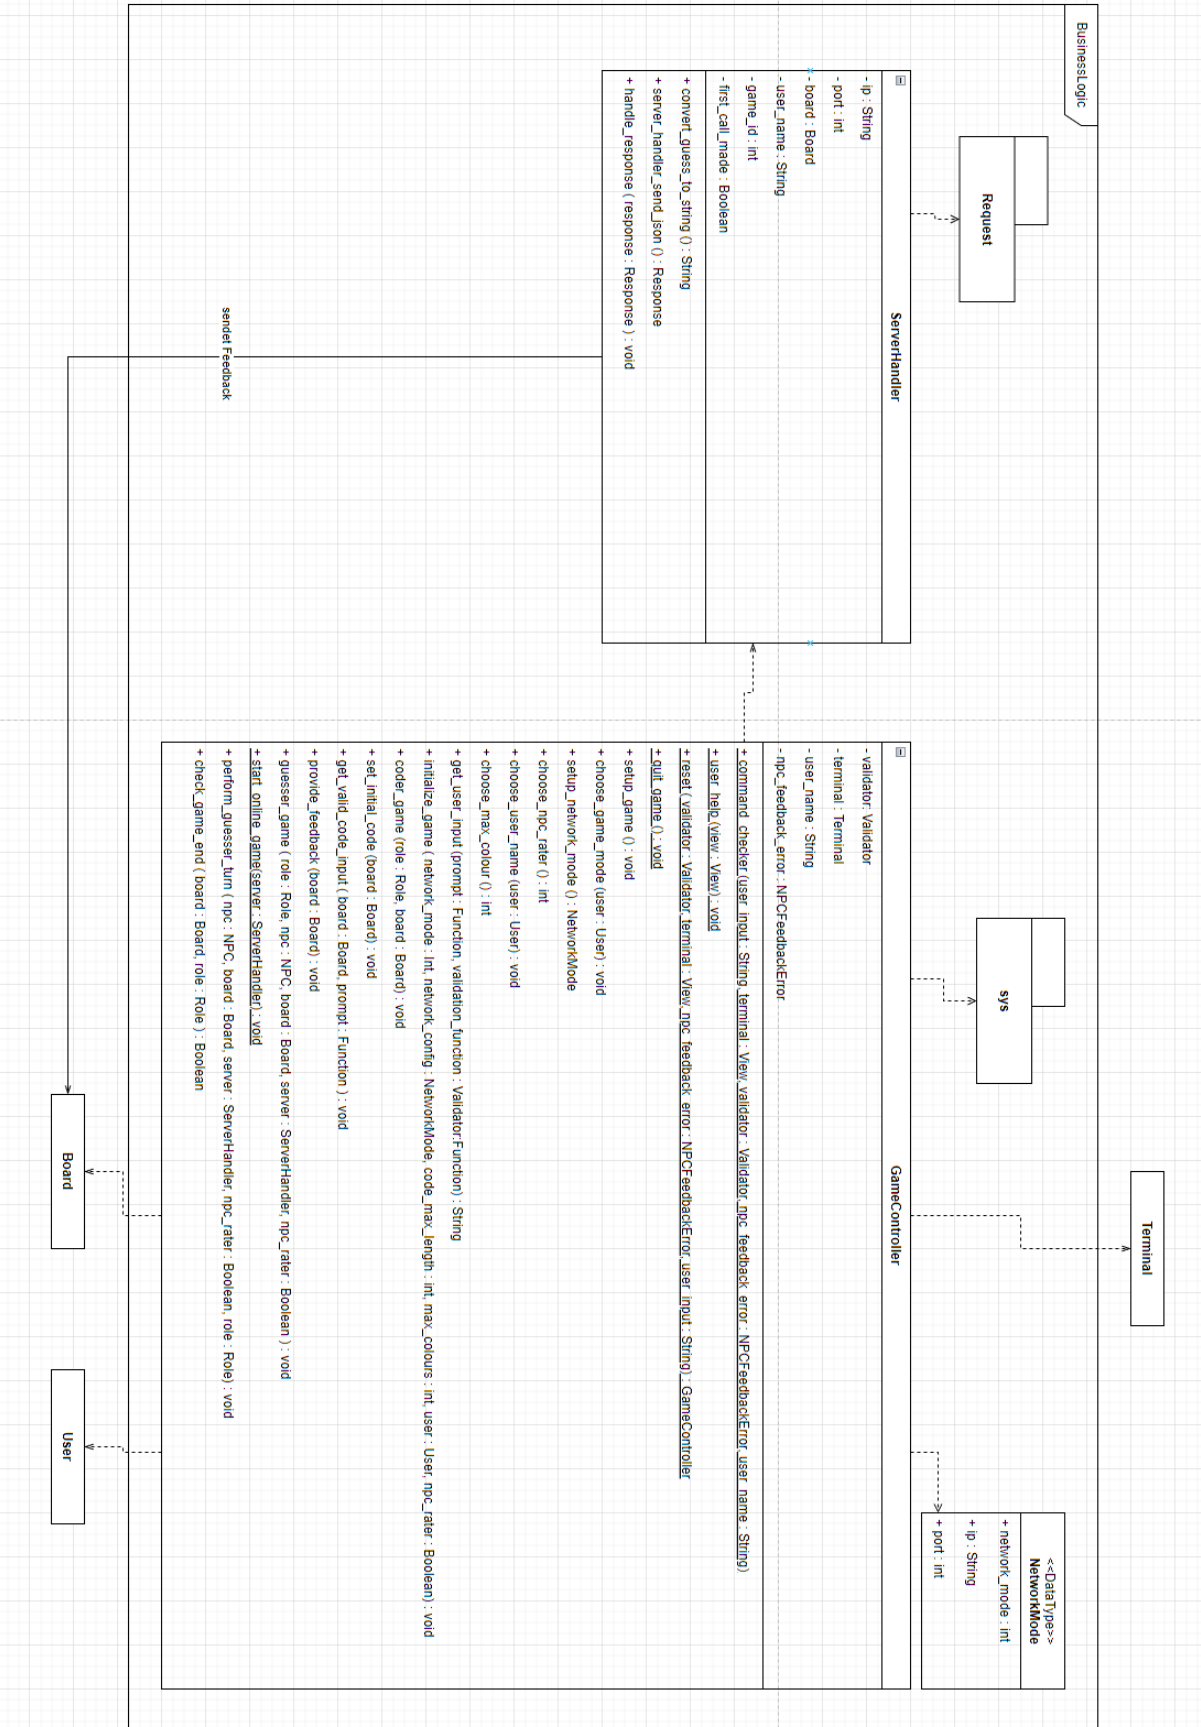 BusinessLogic
Request
ServerHandler
- ip : String
- port : int
- board : Board
- user_name : String
- game_id : int
- first_call_made : Boolean
+ convert_guess_to_string () : String
+ server_handler_send_json () : Response
+ handle_response ( response : Response ) : void
sendet Feedback
sys
Terminal
<<DataType>>
NetworkMode
+ network_mode : int
+ ip : String
+ port : int
GameController
- validator: Validator
- terminal : Terminal
- user_name : String
- npc_feedback_error : NPCFeedbackError
+ command_checker (user_input : String, terminal : View, validator : Validator, npc_feedback_error : NPCFeedbackError, user_name : String)
+ user_help (view : View) : void
+ reset ( validator : Validator, terminal : View, npc_feedback_error : NPCFeedbackError, user_input : String) : GameController
+ quit_game () : void
+ setup_game () : void
+ choose_game_mode (user : User) : void
+ setup_network_mode () : NetworkMode
+ choose_npc_rater () : int
+ choose_user_name (user : User) : void
+ choose_max_colour () : int
+ get_user_input (prompt : Function, validation_function : Validator.Function) : String
+ initialize_game ( network_mode : Int, network_config : NetworkMode, code_max_length : int, max_colours : int, user : User, npc_rater : Boolean) : void
+ coder_game (role : Role, board : Board) : void
+ set_initial_code (board : Board) : void
+ get_valid_code_input ( board : Board, prompt : Function ) : void
+ provide_feedback (board : Board) : void
+ guesser_game ( role : Role, npc : NPC, board : Board, server : ServerHandler, npc_rater : Boolean ) : void
+ start_online_game(server : ServerHandler) : void
+ perform_guesser_turn ( npc : NPC, board : Board, server : ServerHandler, npc_rater : Boolean, role : Role) : void
+ check_game_end ( board : Board, role : Role ) : Boolean
Board
User